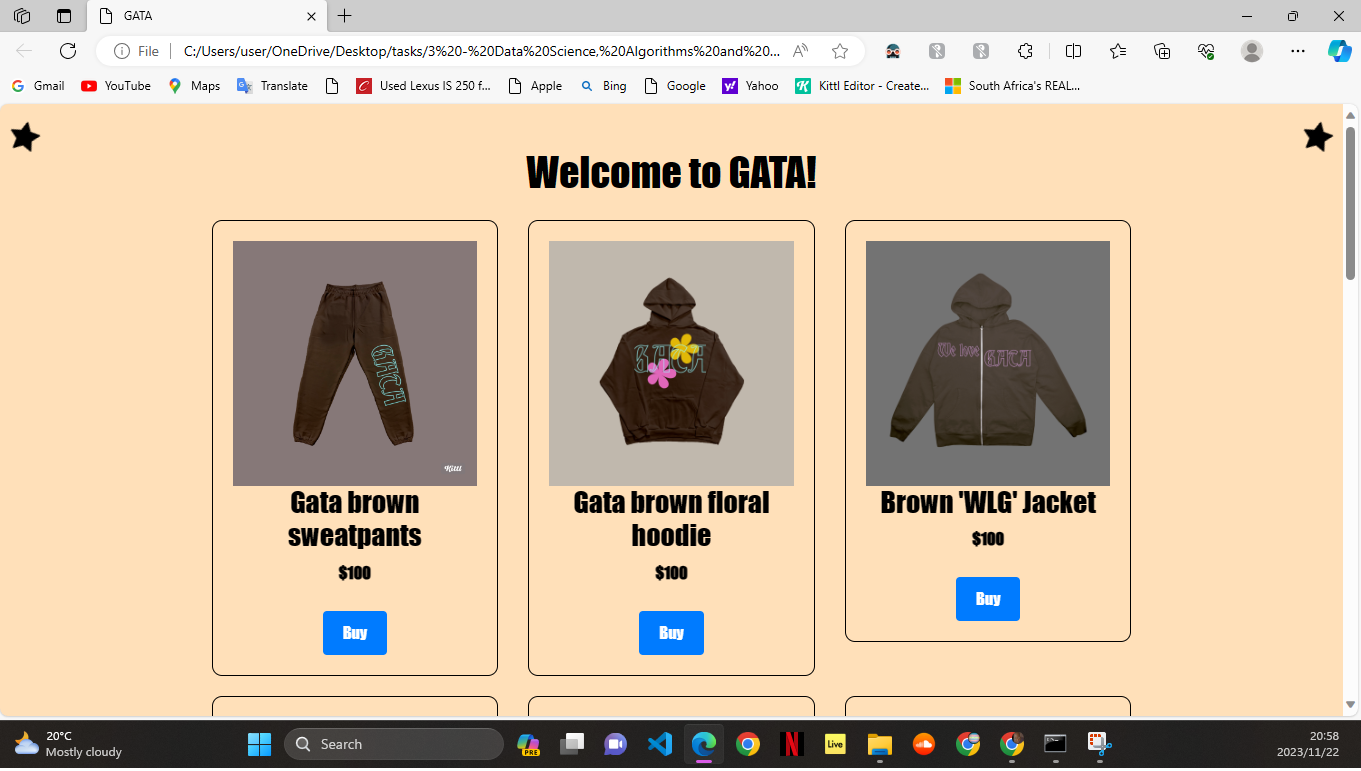 GATA
File
C:/Users/user/OneDrive/Desktop/tasks/3%20-%20Data%20Science,%20Algorithms%20and%20...
Gmail
YouTube
Maps
Translate
Used Lexus IS 250 f...
Apple
Bing
Google
Yahoo
Kittl Editor - Create...
South Africa's REAL...
Welcome to GATA!
GATA
Kittl
GATA
We love GATA
Gata brown
sweatpants
$100
Buy
Gata brown floral
hoodie
$100
Buy
Brown 'WLG' Jacket
$100
Buy
20°C
Mostly cloudy
Search
PRE
Live
20:58
2023/11/22